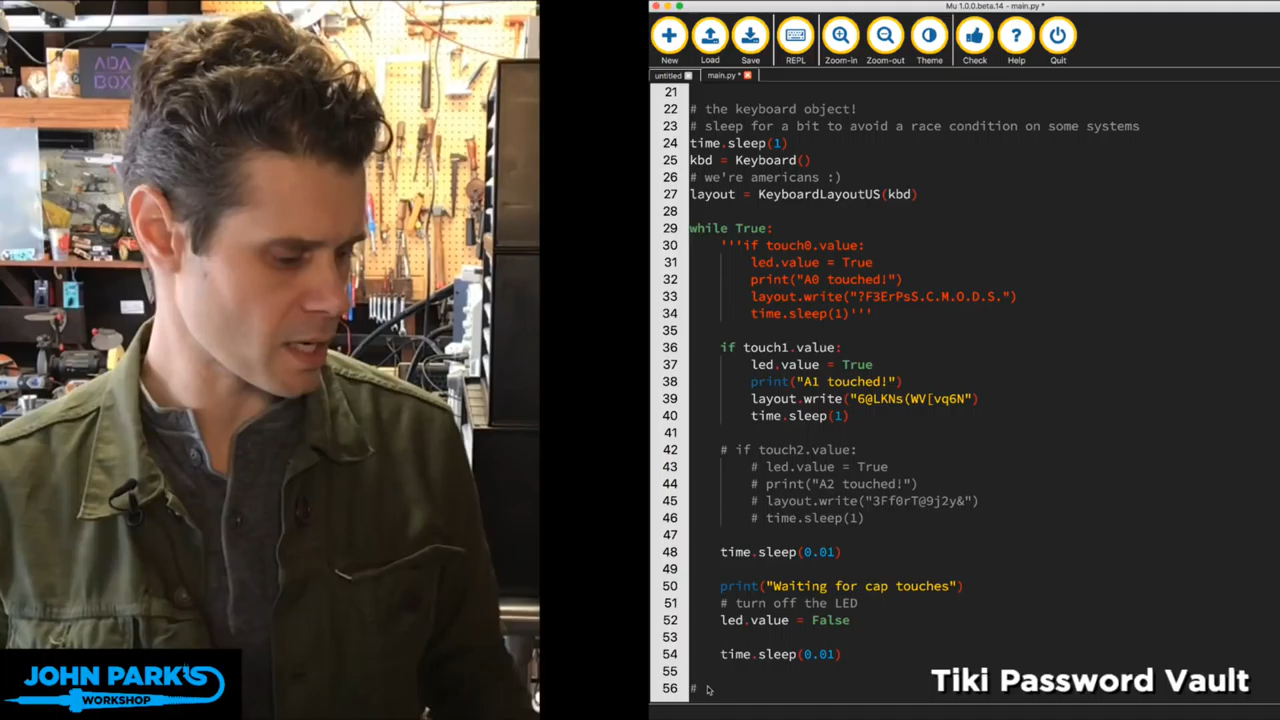 ADA
BOX
JOHN PARK'S
WORKSHOP
Mu 1.0.0.beta.14 - main.py *
New Load Save REPL Zoom-in Zoom-out Theme Check Help Quit
untitled main.py *
21
22 # the keyboard object!
23 # sleep for a bit to avoid a race condition on some systems
24 time.sleep(1)
25 kbd = Keyboard()
26 # we're americans :)
27 layout = KeyboardLayoutUS(kbd)
28
29 while True:
30 '''if touch0.value:
31 led.value = True
32 print("A0 touched!")
33 layout.write("?F3ErPsS.C.M.O.D.S.")
34 time.sleep(1)'''
35
36 if touch1.value:
37 led.value = True
38 print("A1 touched!")
39 layout.write("6@LKNs(WV[vq6N")
40 time.sleep(1)
41
42 # if touch2.value:
43 # led.value = True
44 # print("A2 touched!")
45 # layout.write("3Ff0rT@9j2y&")
46 # time.sleep(1)
47
48 time.sleep(0.01)
49
50 print("Waiting for cap touches")
51 # turn off the LED
52 led.value = False
53
54 time.sleep(0.01)
55
56 #
Tiki Password Vault